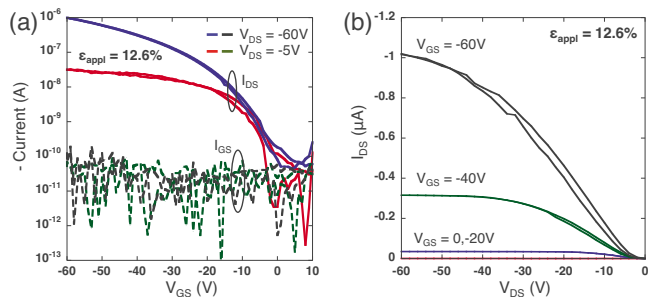 (a)
10⁻⁶
10⁻⁷
10⁻⁸
10⁻⁹
10⁻¹⁰
10⁻¹¹
10⁻¹²
10⁻¹³
- Current (A)
V_DS = -60V
V_DS = -5V
ε_appl = 12.6%
I_DS
I_GS
-60 -50 -40 -30 -20 -10 0 10
V_GS (V)
(b)
ε_appl = 12.6%
-1
-0.8
-0.6
-0.4
-0.2
0
I_DS (µA)
V_GS = -60V
V_GS = -40V
V_GS = 0,-20V
-60 -50 -40 -30 -20 -10 0
V_DS (V)